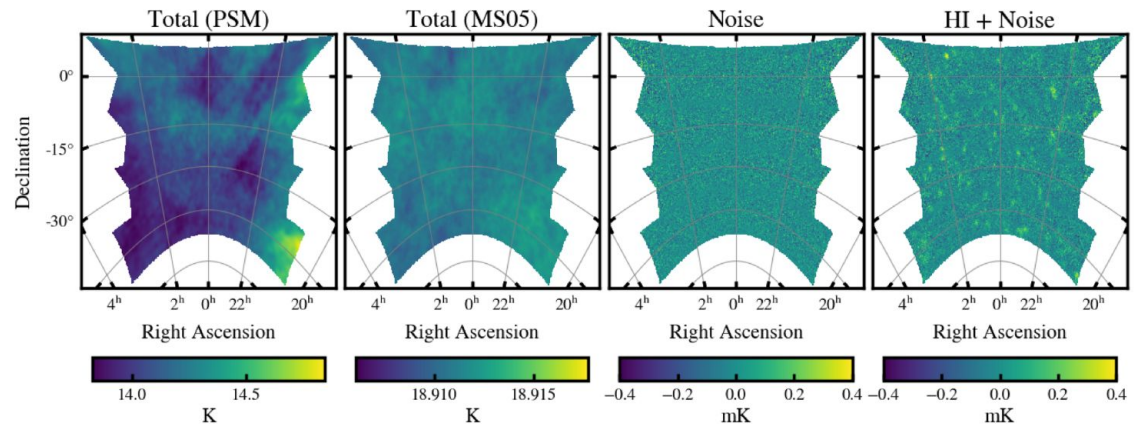 Total (PSM) Total (MS05) Noise HI + Noise
Declination
0°
-15°
-30°
4h 2h 0h 22h 20h 4h 2h 0h 22h 20h 4h 2h 0h 22h 20h 4h 2h 0h 22h 20h
Right Ascension Right Ascension Right Ascension Right Ascension
14.0 14.5 18.910 18.915 −0.4 −0.2 0.0 0.2 0.4 −0.4 −0.2 0.0 0.2 0.4
K K mK mK